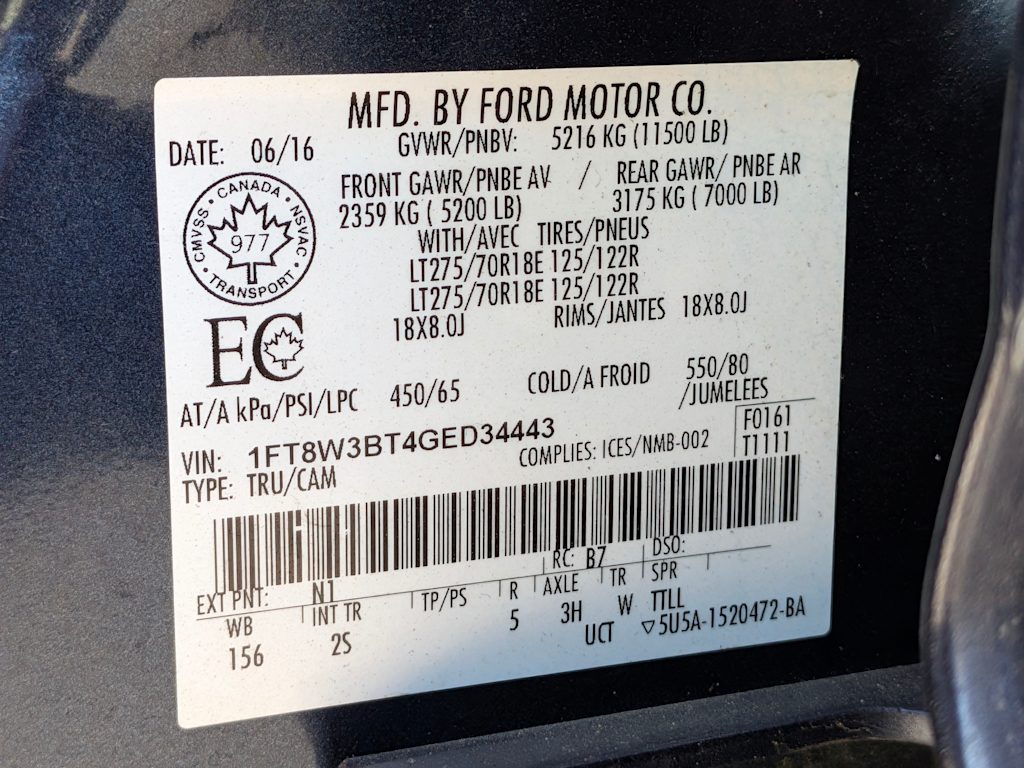 MFD. BY FORD MOTOR CO.
DATE: 06/16 GVWR/PNBV: 5216 KG (11500 LB)
FRONT GAWR/PNBE AV / REAR GAWR/ PNBE AR
2359 KG ( 5200 LB) 3175 KG ( 7000 LB)
WITH/AVEC TIRES/PNEUS
LT275/70R18E 125/122R
LT275/70R18E 125/122R
18X8.0J RIMS/JANTES 18X8.0J
CANADA
CMVSS NSVAC
977
TRANSPORT
EC
AT/A kPa/PSI/LPC 450/65 COLD/A FROID 550/80
/JUMELEES
VIN: 1FT8W3BT4GED34443 COMPLIES: ICES/NMB-002 F0161
TYPE: TRU/CAM T1111
EXT PNT: N1 RC: B7 DSO:
WB INT TR TP/PS R AXLE TR SPR
156 2S 5 3H W TTLL
UCT ▽5U5A-1520472-BA